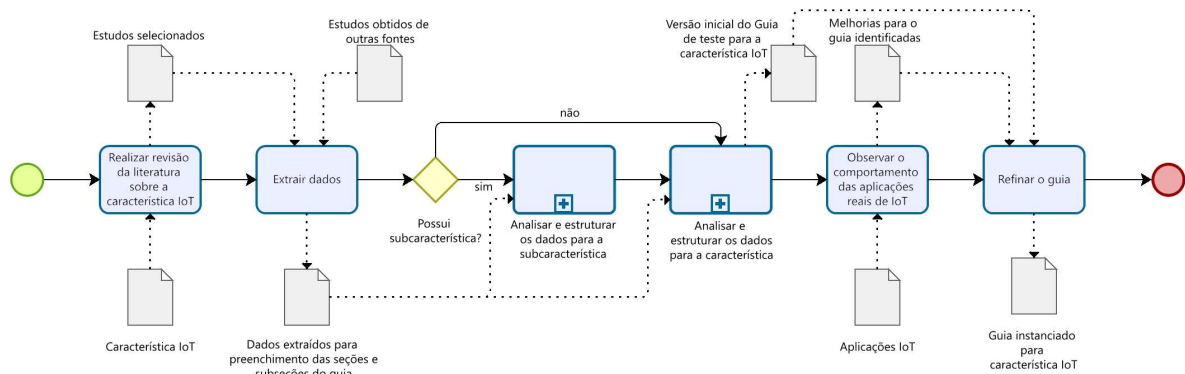 Estudos selecionados
Estudos obtidos de
outras fontes
Versão inicial do Guia
de teste para a
característica IoT
Melhorias para o
guia identificadas
não
Realizar revisão
da literatura
sobre a
característica IoT
Extrair dados
sim
Possui
subcaracterística?
Analisar e estruturar
os dados para a
subcaracterística
Analisar e
estruturar os dados
para a característica
Observar o
comportamento
das aplicações
reais de IoT
Refinar o guia
Característica IoT
Dados extraídos para
preenchimento das seções e
subseções do guia
Aplicações IoT
Guia instanciado
para
característica IoT